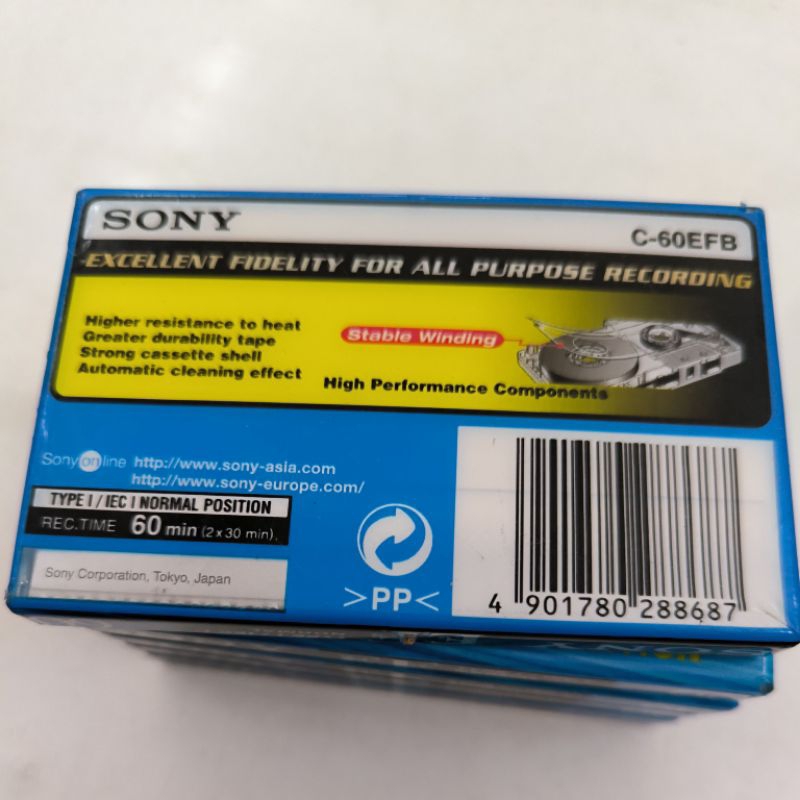 SONY
C-60EFB
EXCELLENT FIDELITY FOR ALL PURPOSE RECORDING
Higher resistance to heat
Greater durability tape
Strong cassette shell
Automatic cleaning effect
Stable Winding
High Performance Components
Sony online http://www.sony-asia.com
http://www.sony-europe.com/
TYPE I / IEC I NORMAL POSITION
REC.TIME 60 min (2 x 30 min).
Sony Corporation, Tokyo, Japan
>PP<
4 901780 288687